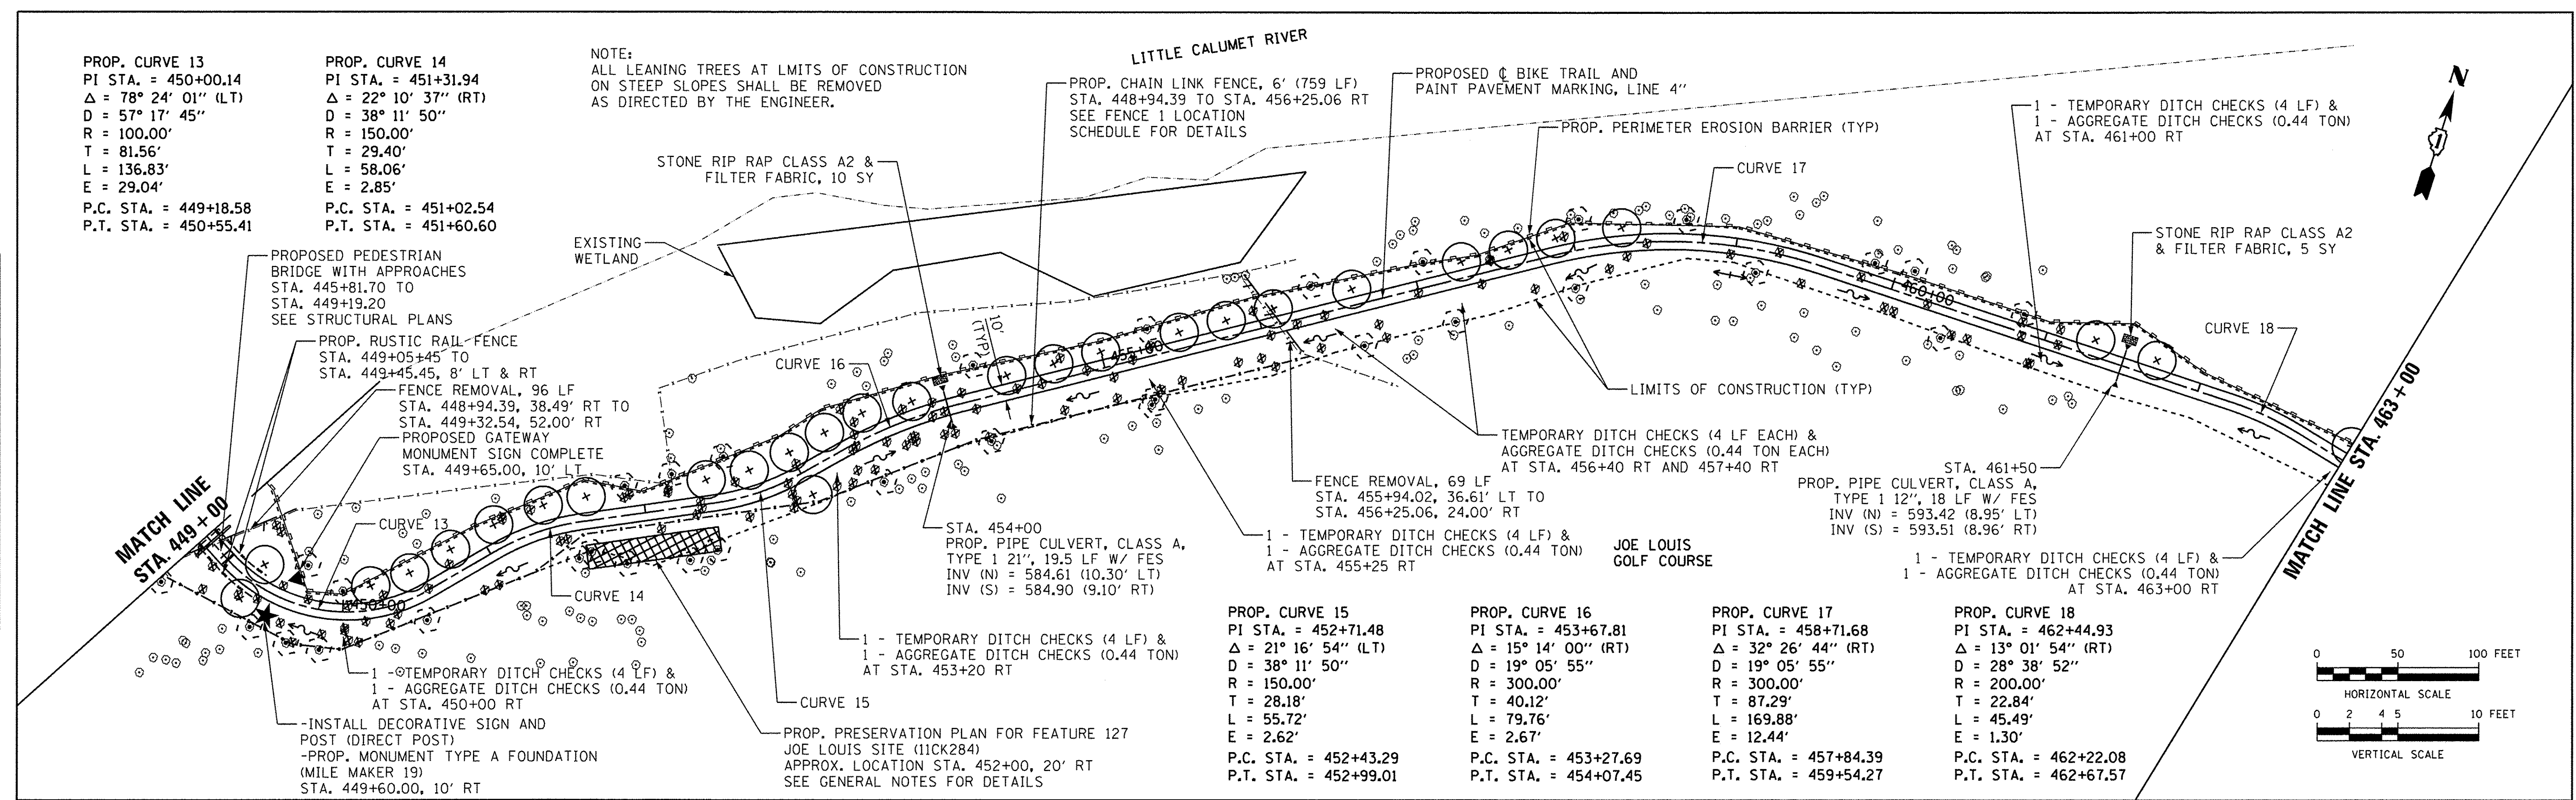 PROP. CURVE 13
PI STA. = 450+00.14
Δ = 78° 24' 01" (LT)
D = 57° 17' 45"
R = 100.00'
T = 81.56'
L = 136.83'
E = 29.04'
P.C. STA. = 449+18.58
P.T. STA. = 450+55.41
PROP. CURVE 14
PI STA. = 451+31.94
Δ = 22° 10' 37" (RT)
D = 38° 11' 50"
R = 150.00'
T = 29.40'
L = 58.06'
E = 2.85'
P.C. STA. = 451+02.54
P.T. STA. = 451+60.60
NOTE:
ALL LEANING TREES AT LMITS OF CONSTRUCTION
ON STEEP SLOPES SHALL BE REMOVED
AS DIRECTED BY THE ENGINEER.
LITTLE CALUMET RIVER
PROP. CHAIN LINK FENCE, 6' (759 LF)
STA. 448+94.39 TO STA. 456+25.06 RT
SEE FENCE 1 LOCATION
SCHEDULE FOR DETAILS
PROPOSED ℄ BIKE TRAIL AND
PAINT PAVEMENT MARKING, LINE 4"
PROP. PERIMETER EROSION BARRIER (TYP)
CURVE 17
1 - TEMPORARY DITCH CHECKS (4 LF) &
1 - AGGREGATE DITCH CHECKS (0.44 TON)
AT STA. 461+00 RT
N
1
STONE RIP RAP CLASS A2 &
FILTER FABRIC, 10 SY
EXISTING
WETLAND
STONE RIP RAP CLASS A2
& FILTER FABRIC, 5 SY
PROPOSED PEDESTRIAN
BRIDGE WITH APPROACHES
STA. 445+81.70 TO
STA. 449+19.20
SEE STRUCTURAL PLANS
PROP. RUSTIC RAIL FENCE
STA. 449+05+45 TO
STA. 449+45.45, 8' LT & RT
FENCE REMOVAL, 96 LF
STA. 448+94.39, 38.49' RT TO
STA. 449+32.54, 52.00' RT
PROPOSED GATEWAY
MONUMENT SIGN COMPLETE
STA. 449+65.00, 10' LT
10'
(TYP)
CURVE 16
455+00
460+00
CURVE 18
LIMITS OF CONSTRUCTION (TYP)
MATCH LINE
STA. 449+00
CURVE 13
450+00
CURVE 14
STA. 454+00
PROP. PIPE CULVERT, CLASS A,
TYPE 1 21", 19.5 LF W/ FES
INV (N) = 584.61 (10.30' LT)
INV (S) = 584.90 (9.10' RT)
FENCE REMOVAL, 69 LF
STA. 455+94.02, 36.61' LT TO
STA. 456+25.06, 24.00' RT
TEMPORARY DITCH CHECKS (4 LF EACH) &
AGGREGATE DITCH CHECKS (0.44 TON EACH)
AT STA. 456+40 RT AND 457+40 RT
1 - TEMPORARY DITCH CHECKS (4 LF) &
1 - AGGREGATE DITCH CHECKS (0.44 TON)
AT STA. 455+25 RT
JOE LOUIS
GOLF COURSE
STA. 461+50
PROP. PIPE CULVERT, CLASS A,
TYPE 1 12", 18 LF W/ FES
INV (N) = 593.42 (8.95' LT)
INV (S) = 593.51 (8.96' RT)
1 - TEMPORARY DITCH CHECKS (4 LF) &
1 - AGGREGATE DITCH CHECKS (0.44 TON)
AT STA. 463+00 RT
MATCH LINE STA. 463+00
1 - TEMPORARY DITCH CHECKS (4 LF) &
1 - AGGREGATE DITCH CHECKS (0.44 TON)
AT STA. 450+00 RT
-INSTALL DECORATIVE SIGN AND
POST (DIRECT POST)
-PROP. MONUMENT TYPE A FOUNDATION
(MILE MAKER 19)
STA. 449+60.00, 10' RT
1 - TEMPORARY DITCH CHECKS (4 LF) &
1 - AGGREGATE DITCH CHECKS (0.44 TON)
AT STA. 453+20 RT
CURVE 15
PROP. PRESERVATION PLAN FOR FEATURE 127
JOE LOUIS SITE (11CK284)
APPROX. LOCATION STA. 452+00, 20' RT
SEE GENERAL NOTES FOR DETAILS
PROP. CURVE 15
PI STA. = 452+71.48
Δ = 21° 16' 54" (LT)
D = 38° 11' 50"
R = 150.00'
T = 28.18'
L = 55.72'
E = 2.62'
P.C. STA. = 452+43.29
P.T. STA. = 452+99.01
PROP. CURVE 16
PI STA. = 453+67.81
Δ = 15° 14' 00" (RT)
D = 19° 05' 55"
R = 300.00'
T = 40.12'
L = 79.76'
E = 2.67'
P.C. STA. = 453+27.69
P.T. STA. = 454+07.45
PROP. CURVE 17
PI STA. = 458+71.68
Δ = 32° 26' 44" (RT)
D = 19° 05' 55"
R = 300.00'
T = 87.29'
L = 169.88'
E = 12.44'
P.C. STA. = 457+84.39
P.T. STA. = 459+54.27
PROP. CURVE 18
PI STA. = 462+44.93
Δ = 13° 01' 54" (RT)
D = 28° 38' 52"
R = 200.00'
T = 22.84'
L = 45.49'
E = 1.30'
P.C. STA. = 462+22.08
P.T. STA. = 462+67.57
0 50 100 FEET
HORIZONTAL SCALE
0 2 4 5 10 FEET
VERTICAL SCALE